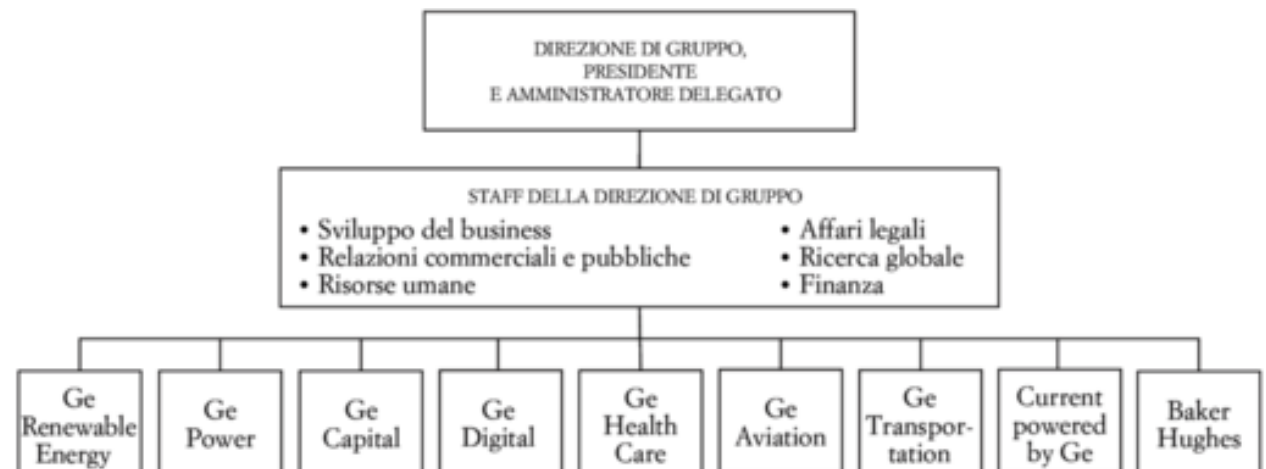 DIREZIONE DI GRUPPO,
PRESIDENTE
E AMMINISTRATORE DELEGATO
STAFF DELLA DIREZIONE DI GRUPPO
• Sviluppo del business
• Relazioni commerciali e pubbliche
• Risorse umane
• Affari legali
• Ricerca globale
• Finanza
Ge
Renewable
Energy
Ge
Power
Ge
Capital
Ge
Digital
Ge
Health
Care
Ge
Aviation
Ge
Transpor-
tation
Current
powered
by Ge
Baker
Hughes